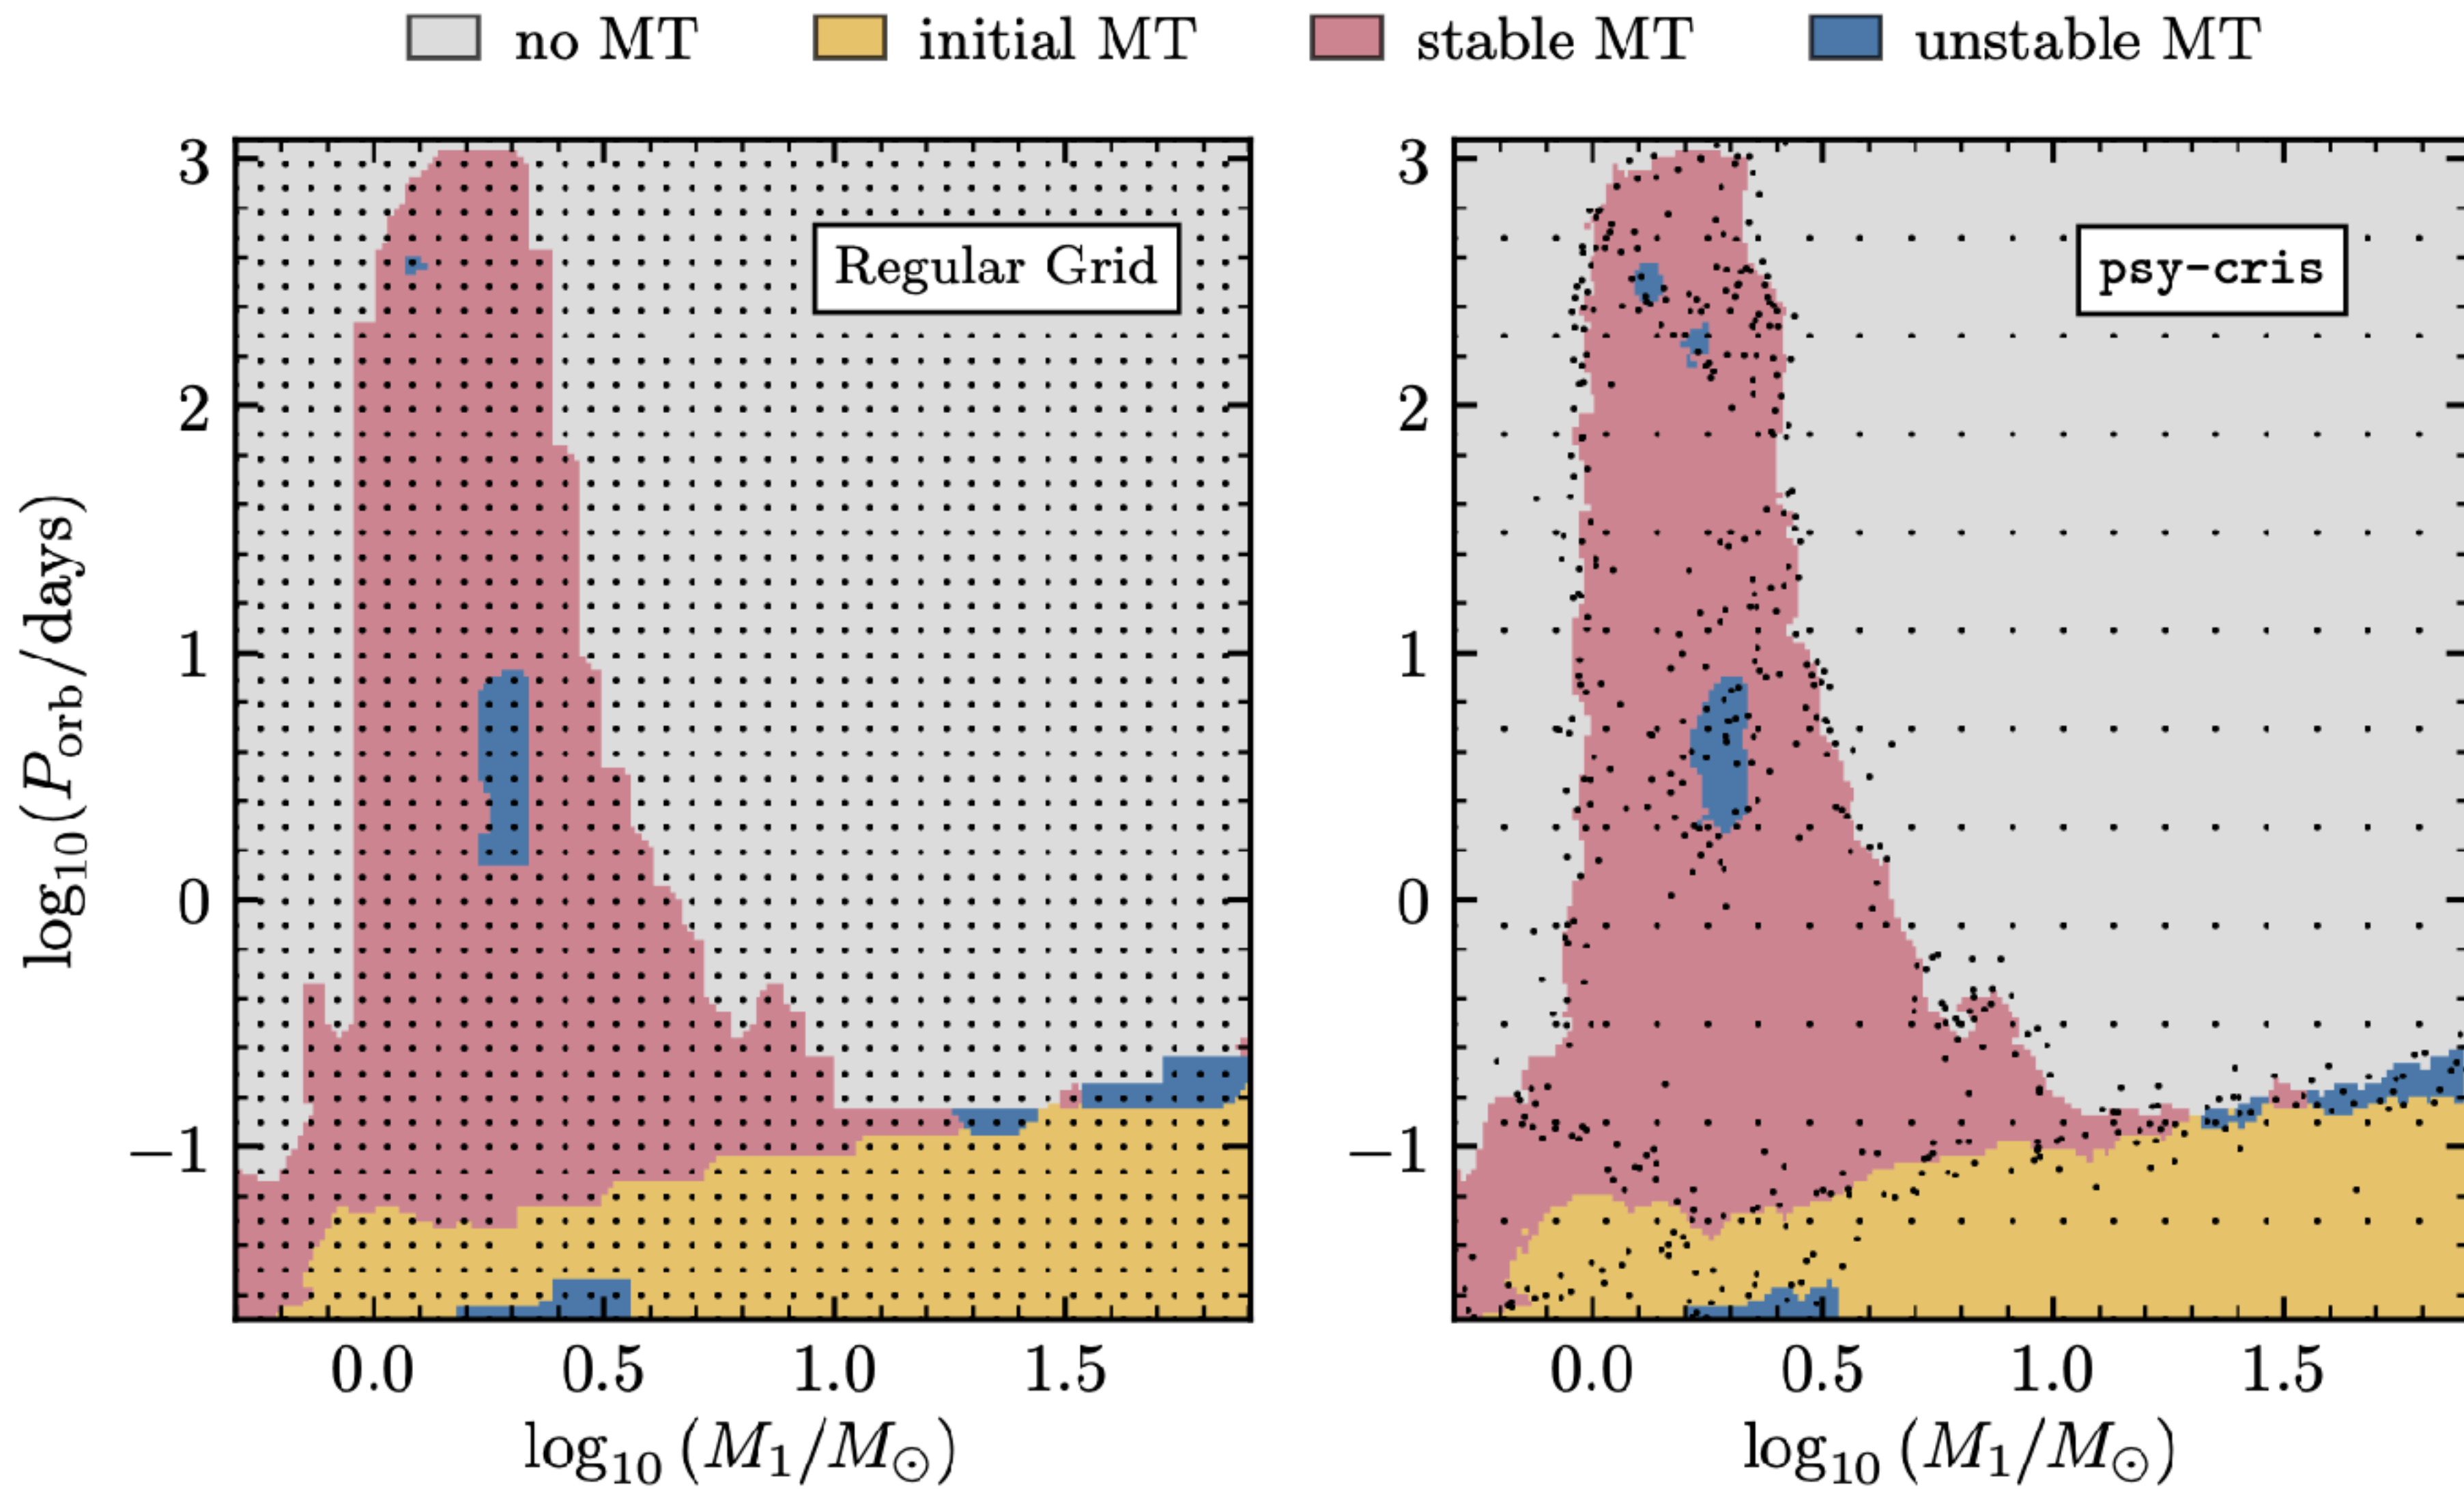 no MT initial MT stable MT unstable MT
3 3
Regular Grid psy-cris
2 2
log₁₀(P_orb/days)
1 1
0 0
−1 −1
0.0 0.5 1.0 1.5 0.0 0.5 1.0 1.5
log₁₀ (M₁/M⊙) log₁₀ (M₁/M⊙)